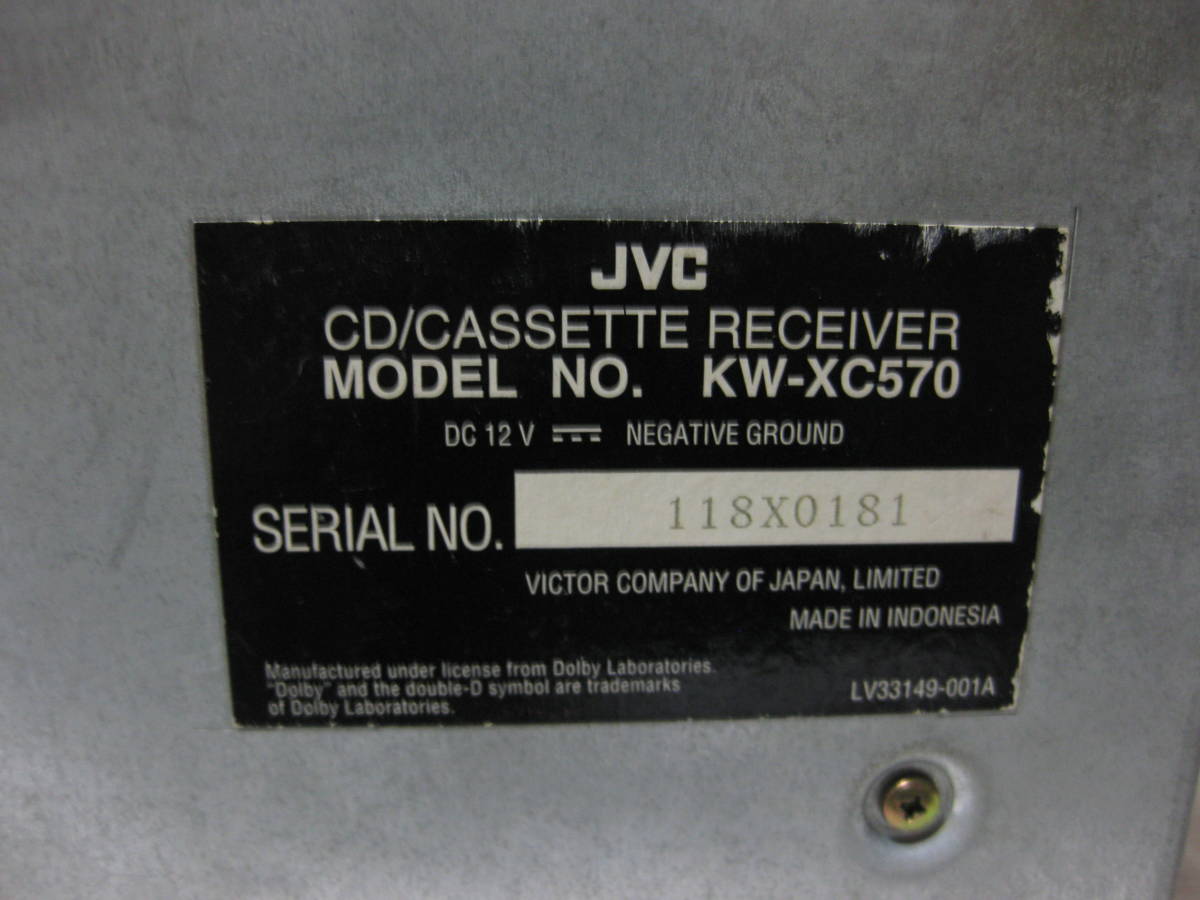 JVC
CD/CASSETTE RECEIVER
MODEL NO. KW-XC570
DC 12 V NEGATIVE GROUND
SERIAL NO. 118X0181
VICTOR COMPANY OF JAPAN, LIMITED
MADE IN INDONESIA
Manufactured under license from Dolby Laboratories.
"Dolby" and the double-D symbol are trademarks
of Dolby Laboratories.
LV33149-001A